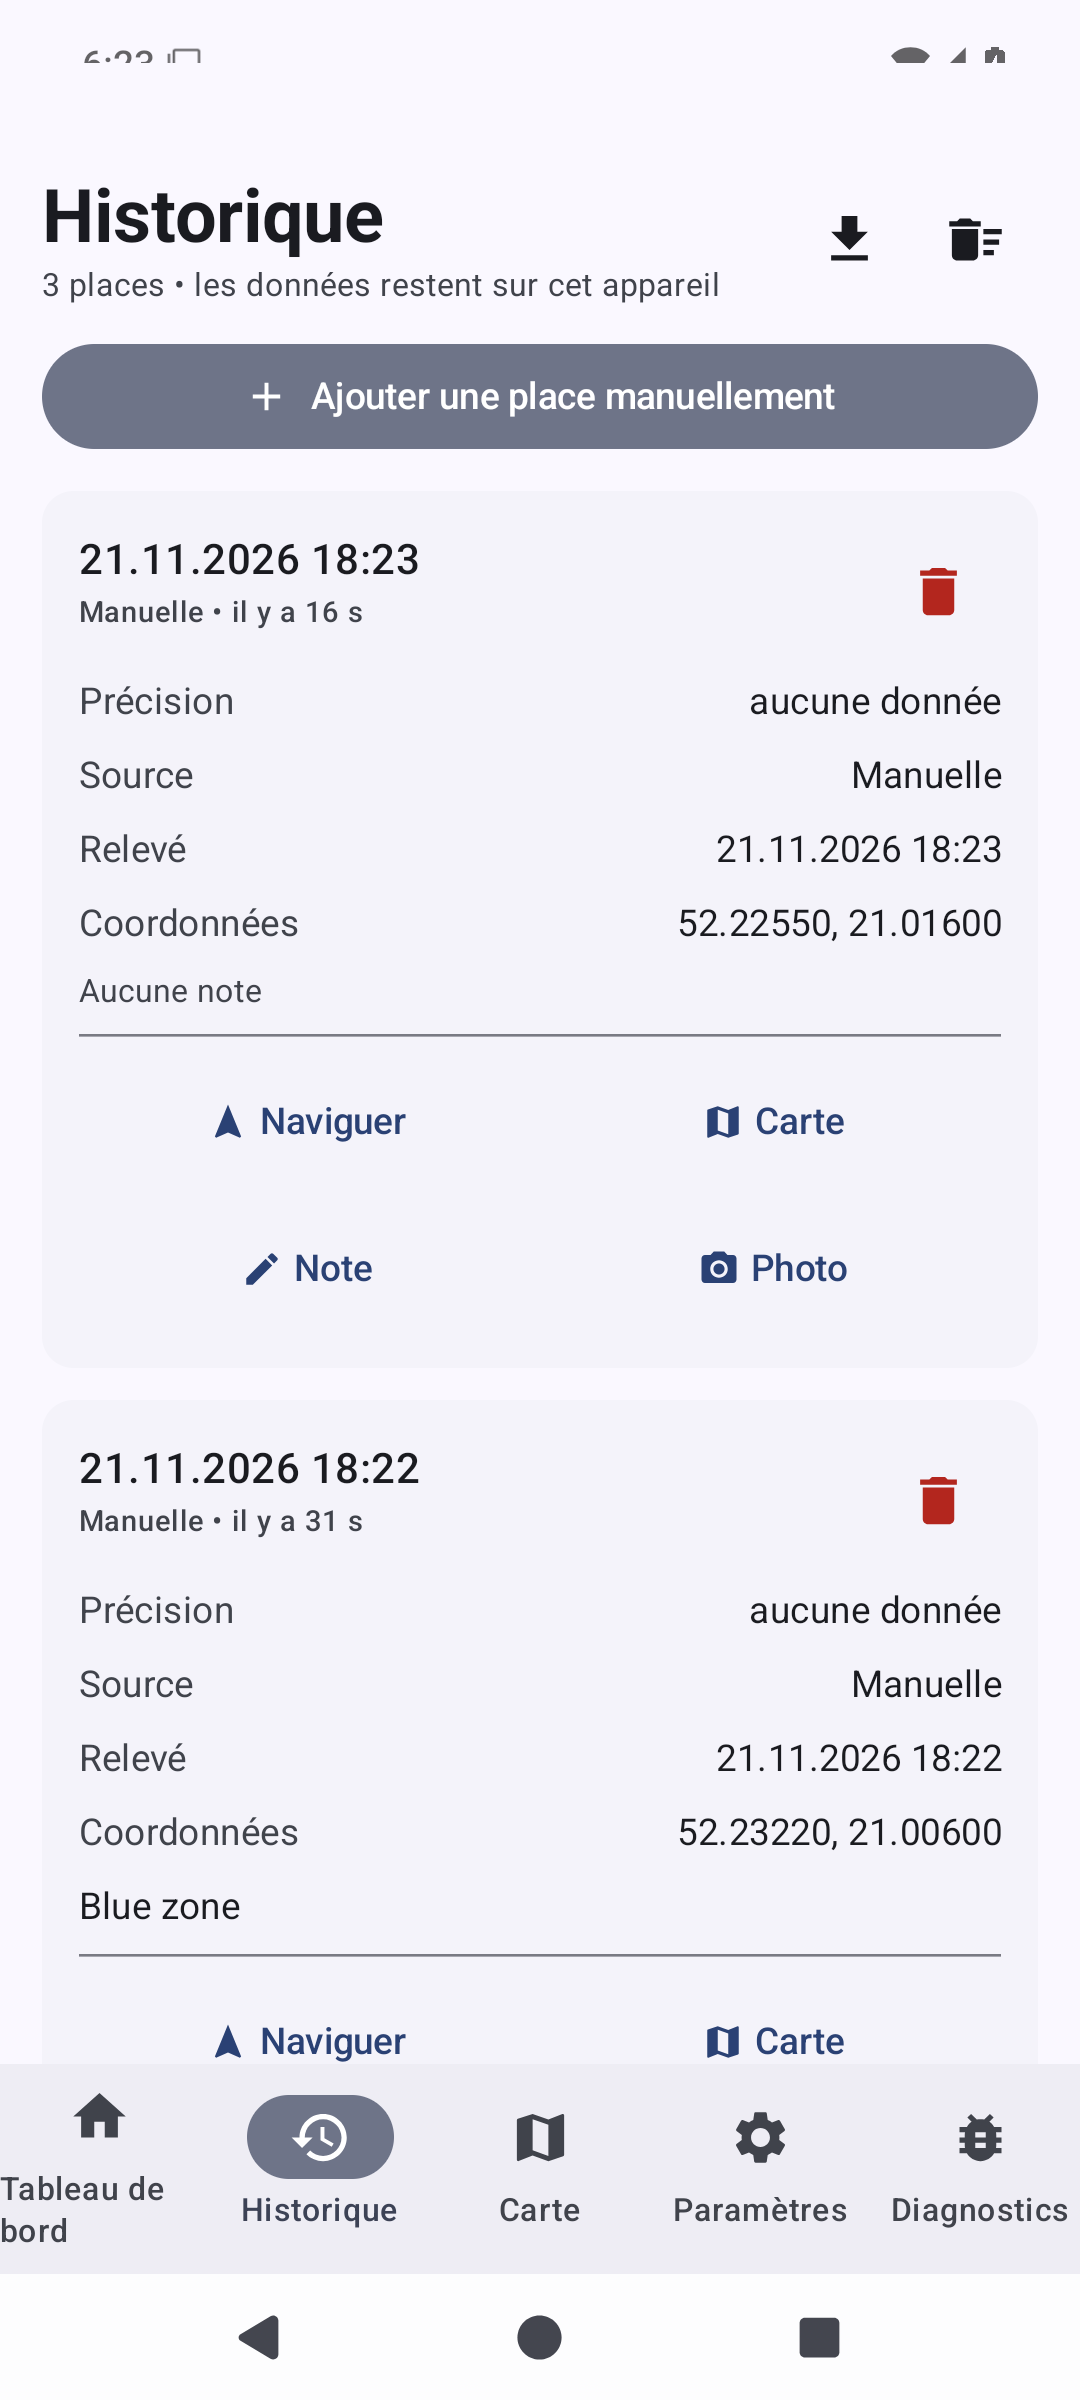 Historique
3 places • les données restent sur cet appareil
Ajouter une place manuellement
21.11.2026 18:23
Manuelle • il y a 16 s
Précision aucune donnée
Source Manuelle
Relevé 21.11.2026 18:23
Coordonnées 52.22550, 21.01600
Aucune note
Naviguer Carte
Note Photo
21.11.2026 18:22
Manuelle • il y a 31 s
Précision aucune donnée
Source Manuelle
Relevé 21.11.2026 18:22
Coordonnées 52.23220, 21.00600
Blue zone
Naviguer Carte
Tableau de bord
Historique
Carte
Paramètres
Diagnostics